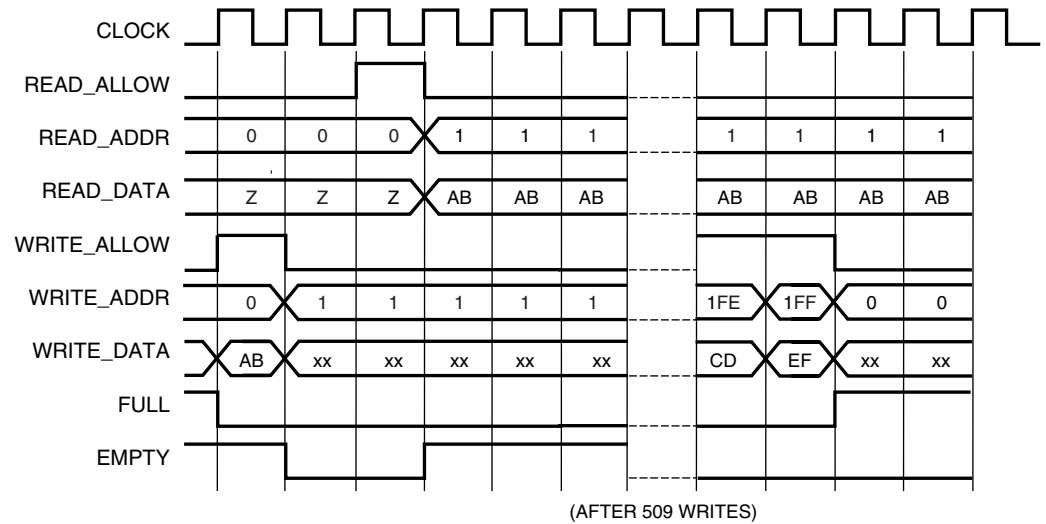 CLOCK
READ_ALLOW
READ_ADDR 0 0 0 1 1 1 1 1 1 1
READ_DATA Z Z Z AB AB AB AB AB AB AB
WRITE_ALLOW
WRITE_ADDR 0 1 1 1 1 1 1FE 1FF 0 0
WRITE_DATA AB xx xx xx xx xx CD EF xx xx
FULL
EMPTY
(AFTER 509 WRITES)